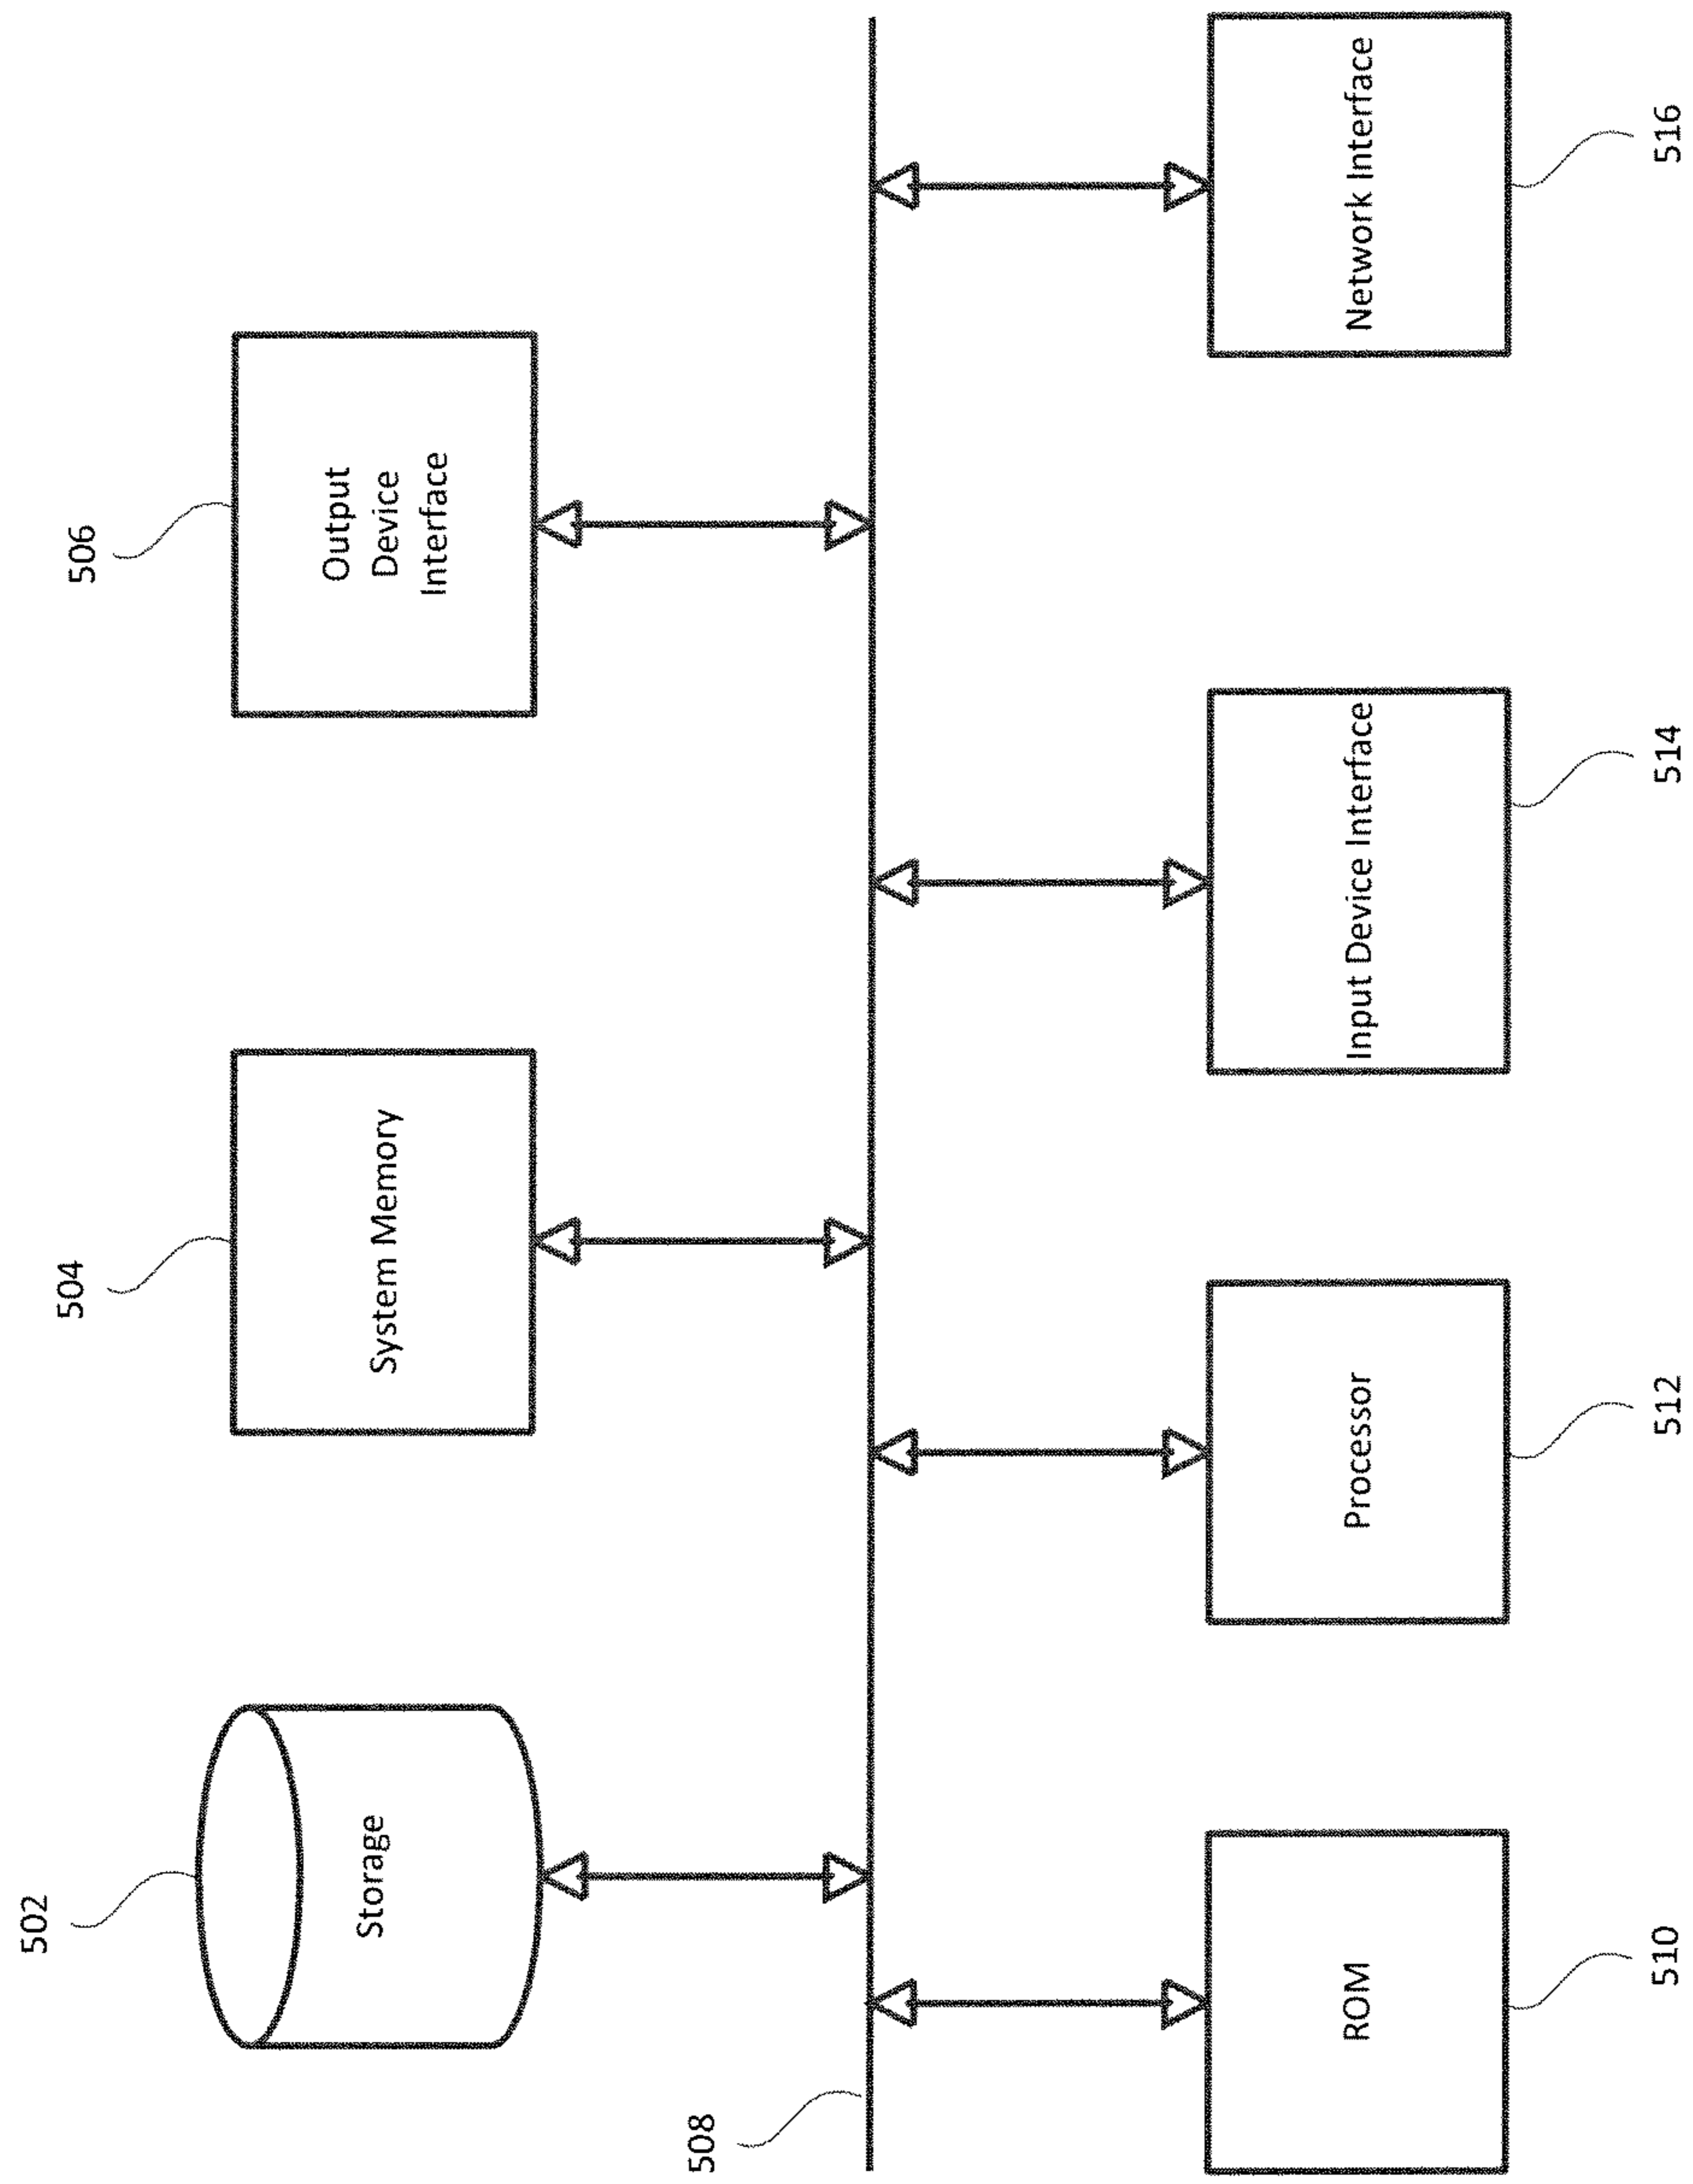 502
504
506
Storage
System Memory
Output
Device
Interface
508
ROM
Processor
Input Device Interface
Network Interface
510
512
514
516